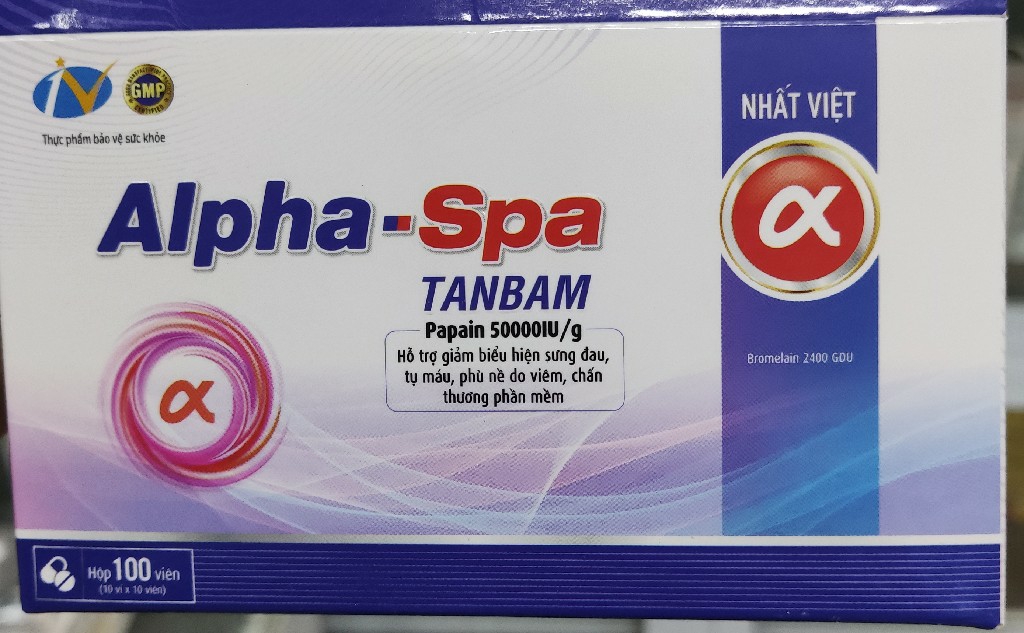 1V
GMP
Thực phẩm bảo vệ sức khỏe
Alpha-Spa
TANBAM
Papain 50000IU/g
Hỗ trợ giảm biểu hiện sưng đau,
tụ máu, phù nề do viêm, chấn
thương phần mềm
α
NHẤT VIỆT
α
Bromelain 2400 GDU
Hộp 100 viên
(10 vỉ x 10 viên)